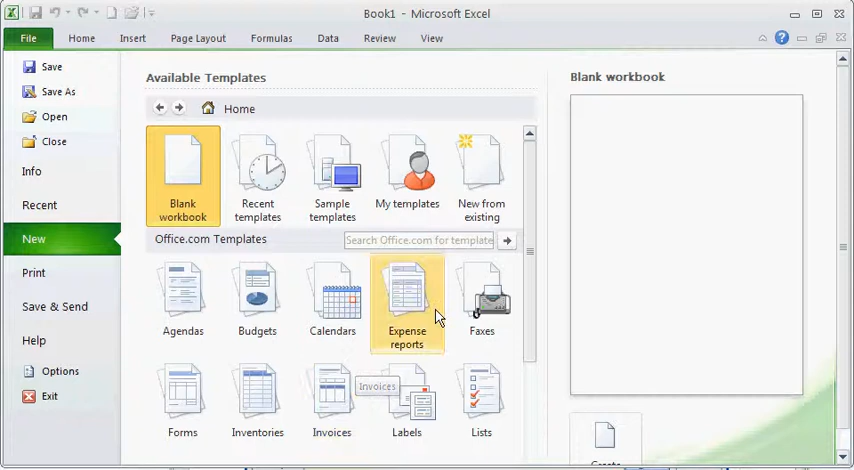 Book1 - Microsoft Excel
File Home Insert Page Layout Formulas Data Review View
Save
Save As
Open
Close
Info
Recent
New
Print
Save & Send
Help
Options
Exit
Available Templates
Home
Blank workbook
Recent templates
Sample templates
My templates
New from existing
Office.com Templates
Search Office.com for template
Agendas
Budgets
Calendars
Expense reports
Faxes
Forms
Inventories
Invoices
Invoices
Labels
Lists
Blank workbook